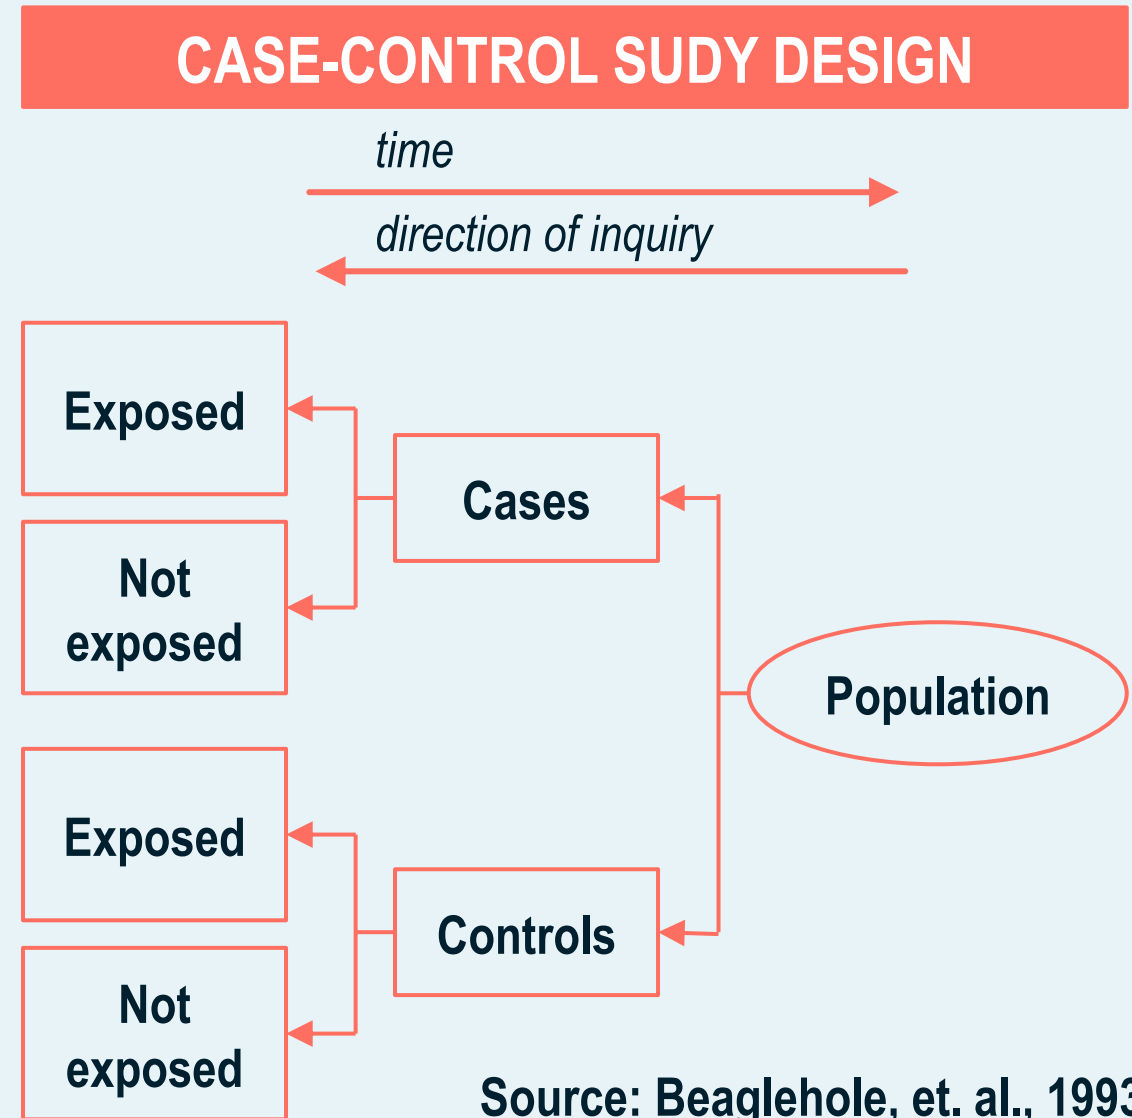 CASE-CONTROL SUDY DESIGN
time
direction of inquiry
Exposed
Cases
Not
exposed
Population
Exposed
Controls
Not
exposed
Source: Beaglehole, et. al., 1993